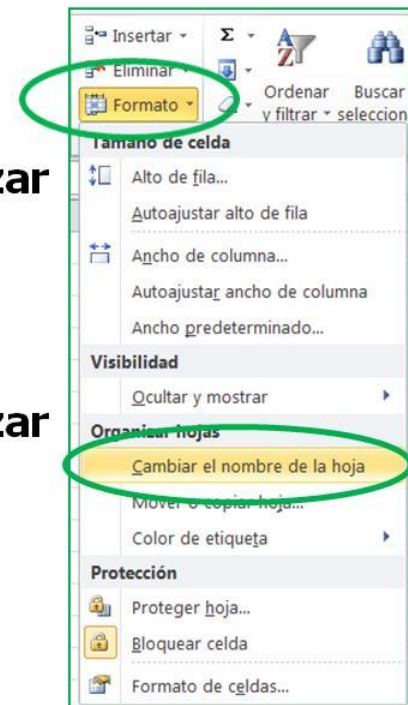 Insertar
Σ
Eliminar
Formato
Ordenar
y filtrar
Buscar
seleccion
Tamaño de celda
Alto de fila...
Autoajustar alto de fila
Ancho de columna...
Autoajustar ancho de columna
Ancho predeterminado...
Visibilidad
Ocultar y mostrar
Organizar hojas
Cambiar el nombre de la hoja
Mover o copiar hoja...
Color de etiqueta
Protección
Proteger hoja...
Bloquear celda
Formato de celdas...
zar
zar